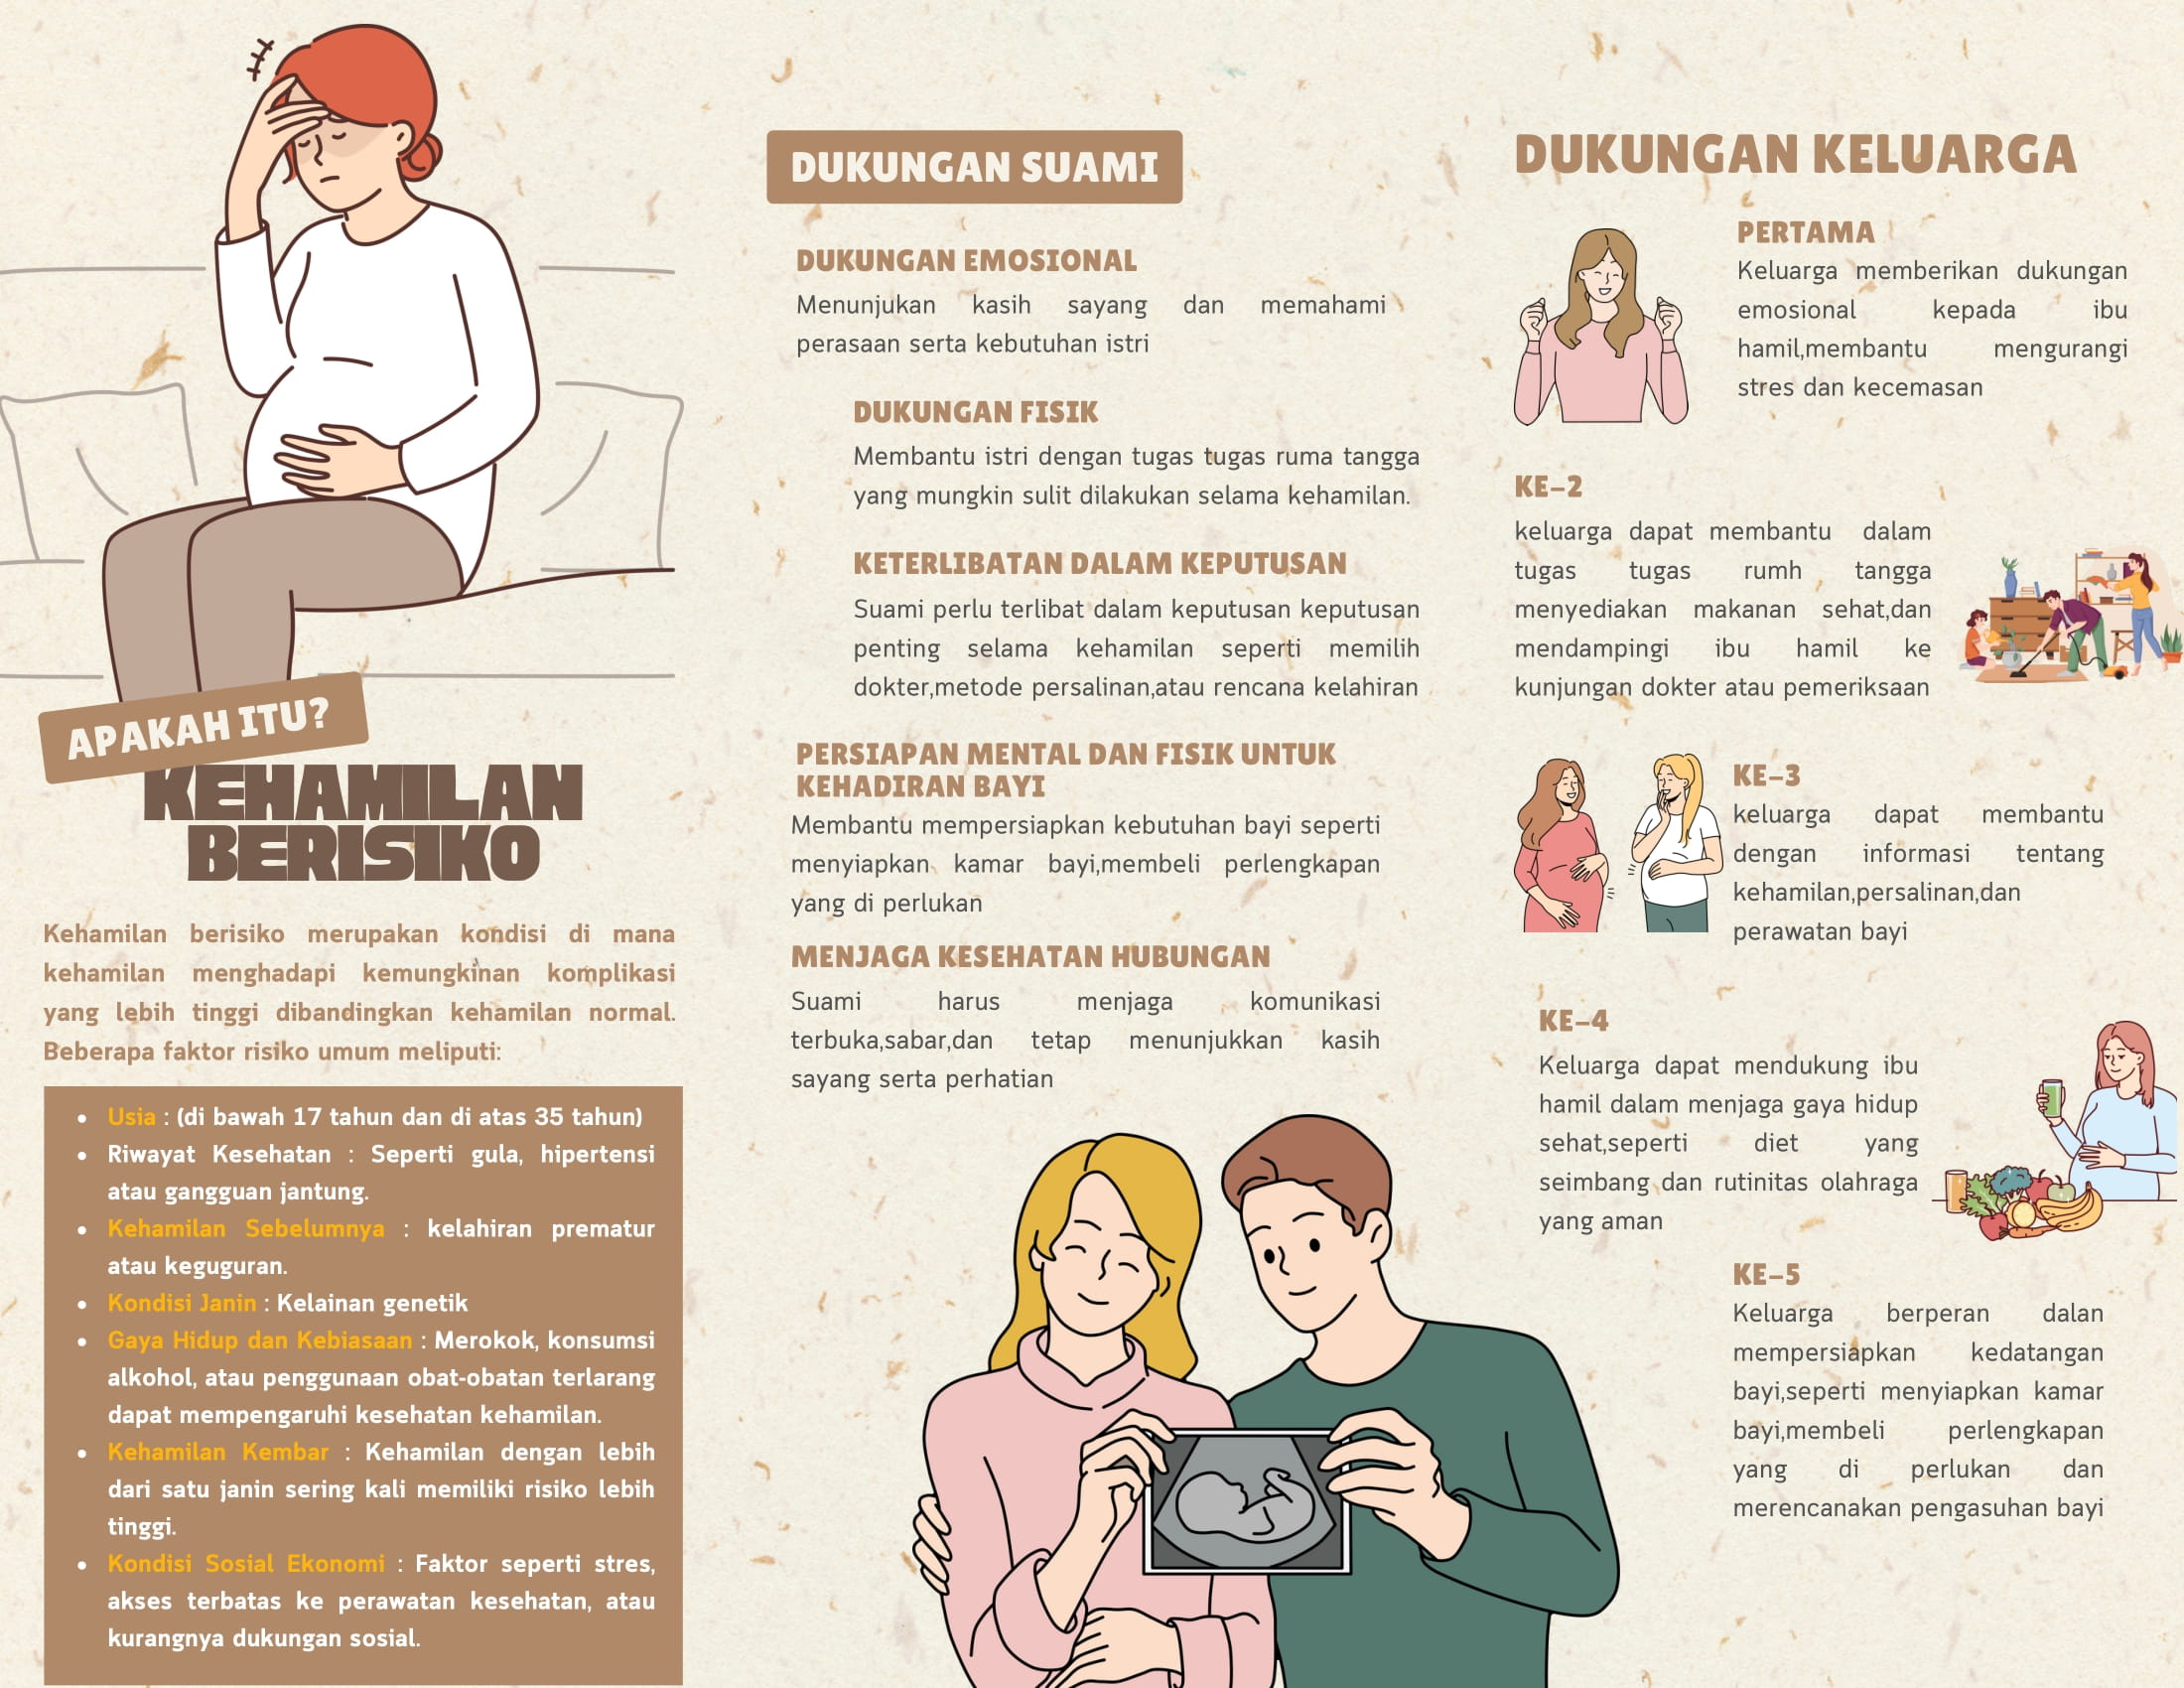 APAKAH ITU?
KEHAMILAN
BERISIKO
Kehamilan berisiko merupakan kondisi di mana
kehamilan menghadapi kemungkinan komplikasi
yang lebih tinggi dibandingkan kehamilan normal.
Beberapa faktor risiko umum meliputi:
• Usia : (di bawah 17 tahun dan di atas 35 tahun)
• Riwayat Kesehatan : Seperti gula, hipertensi
atau gangguan jantung.
• Kehamilan Sebelumnya : kelahiran prematur
atau keguguran.
• Kondisi Janin : Kelainan genetik
• Gaya Hidup dan Kebiasaan : Merokok, konsumsi
alkohol, atau penggunaan obat-obatan terlarang
dapat mempengaruhi kesehatan kehamilan.
• Kehamilan Kembar : Kehamilan dengan lebih
dari satu janin sering kali memiliki risiko lebih
tinggi.
• Kondisi Sosial Ekonomi : Faktor seperti stres,
akses terbatas ke perawatan kesehatan, atau
kurangnya dukungan sosial.
DUKUNGAN SUAMI
DUKUNGAN EMOSIONAL
Menunjukan kasih sayang dan memahami
perasaan serta kebutuhan istri
DUKUNGAN FISIK
Membantu istri dengan tugas tugas ruma tangga
yang mungkin sulit dilakukan selama kehamilan.
KETERLIBATAN DALAM KEPUTUSAN
Suami perlu terlibat dalam keputusan keputusan
penting selama kehamilan seperti memilih
dokter,metode persalinan,atau rencana kelahiran
PERSIAPAN MENTAL DAN FISIK UNTUK
KEHADIRAN BAYI
Membantu mempersiapkan kebutuhan bayi seperti
menyiapkan kamar bayi,membeli perlengkapan
yang di perlukan
MENJAGA KESEHATAN HUBUNGAN
Suami harus menjaga komunikasi
terbuka,sabar,dan tetap menunjukkan kasih
sayang serta perhatian
DUKUNGAN KELUARGA
PERTAMA
Keluarga memberikan dukungan
emosional kepada ibu
hamil,membantu mengurangi
stres dan kecemasan
KE-2
keluarga dapat membantu dalam
tugas tugas rumh tangga
menyediakan makanan sehat,dan
mendampingi ibu hamil ke
kunjungan dokter atau pemeriksaan
KE-3
keluarga dapat membantu
dengan informasi tentang
kehamilan,persalinan,dan
perawatan bayi
KE-4
Keluarga dapat mendukung ibu
hamil dalam menjaga gaya hidup
sehat,seperti diet yang
seimbang dan rutinitas olahraga
yang aman
KE-5
Keluarga berperan dalan
mempersiapkan kedatangan
bayi,seperti menyiapkan kamar
bayi,membeli perlengkapan
yang di perlukan dan
merencanakan pengasuhan bayi